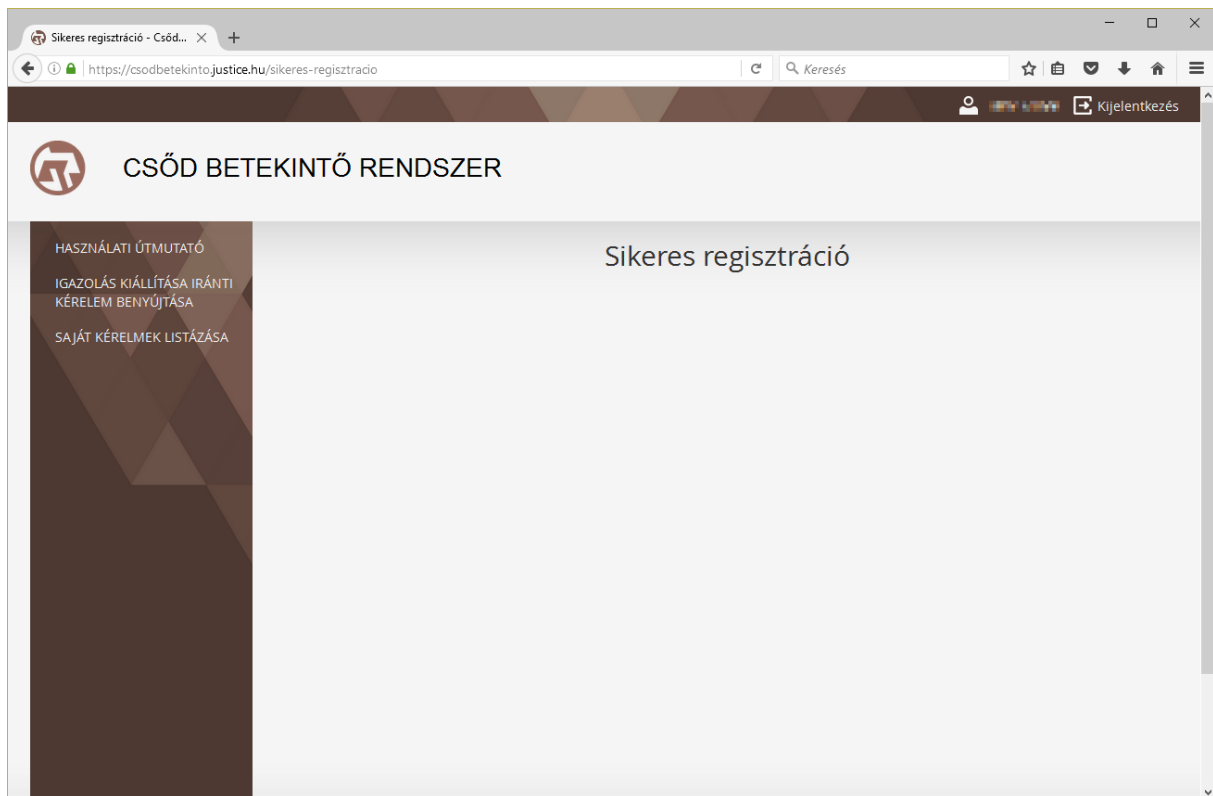 Sikeres regisztráció - Csőd...
https://csodbetekinto.justice.hu/sikeres-regisztracio
Keresés
Kijelentkezés
CSŐD BETEKINTŐ RENDSZER
HASZNÁLATI ÚTMUTATÓ
IGAZOLÁS KIÁLLÍTÁSA IRÁNTI
KÉRELEM BENYÚJTÁSA
SAJÁT KÉRELMEK LISTÁZÁSA
Sikeres regisztráció